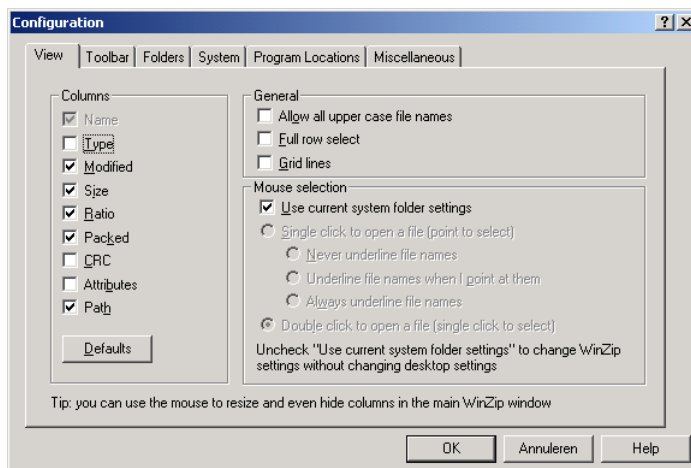 Configuration
View Toolbar Folders System Program Locations Miscellaneous
Columns
Name
Type
Modified
Size
Ratio
Packed
CRC
Attributes
Path
Defaults
General
Allow all upper case file names
Full row select
Grid lines
Mouse selection
Use current system folder settings
Single click to open a file (point to select)
Never underline file names
Underline file names when I point at them
Always underline file names
Double click to open a file (single click to select)
Uncheck "Use current system folder settings" to change WinZip
settings without changing desktop settings
Tip: you can use the mouse to resize and even hide columns in the main WinZip window
OK Annuleren Help